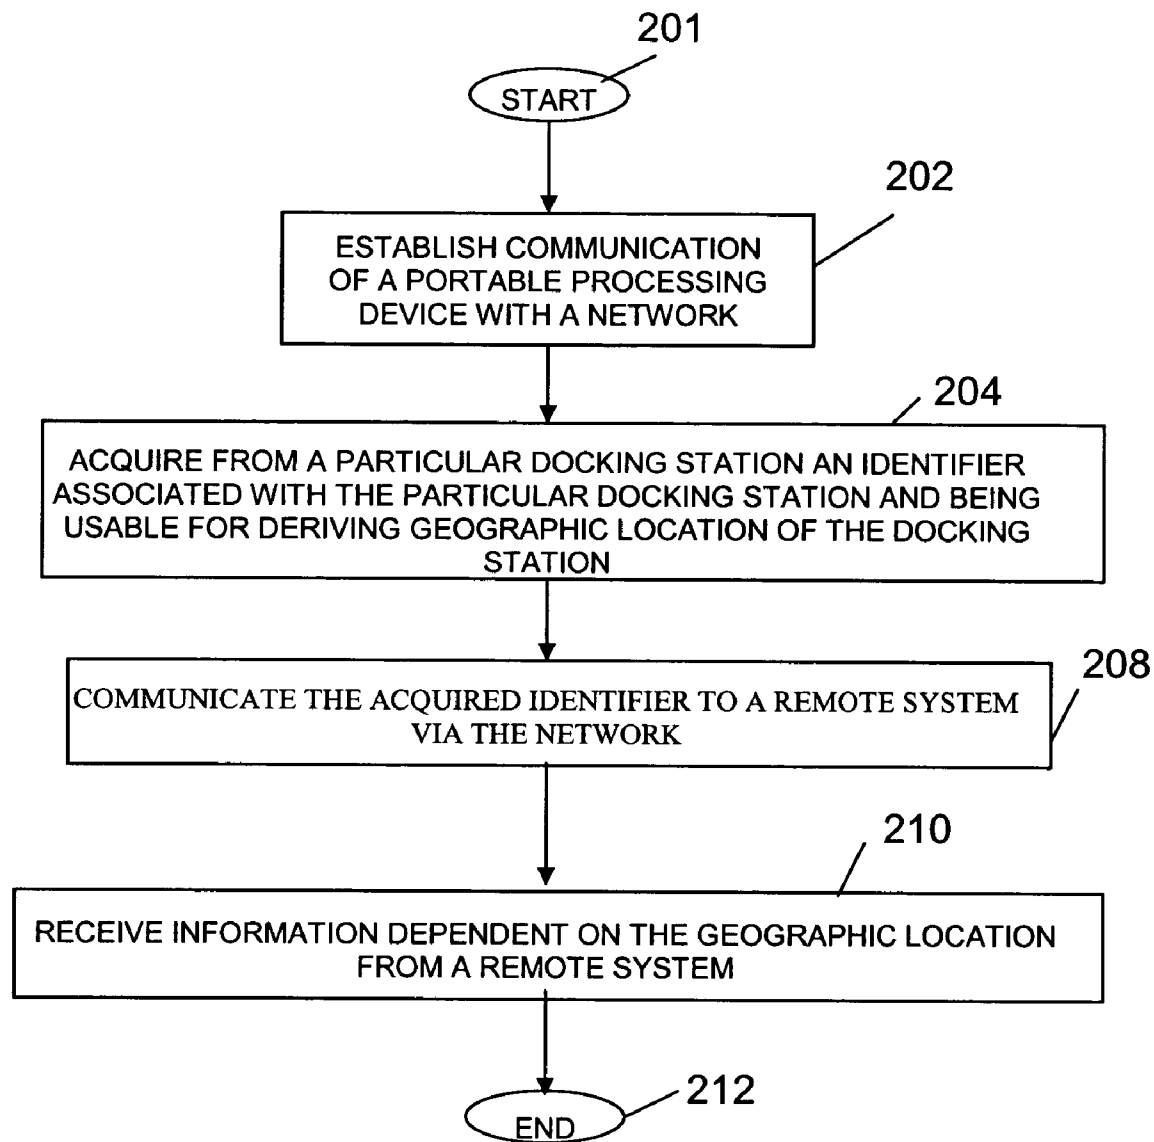 201
START
202
ESTABLISH COMMUNICATION
OF A PORTABLE PROCESSING
DEVICE WITH A NETWORK
204
ACQUIRE FROM A PARTICULAR DOCKING STATION AN IDENTIFIER
ASSOCIATED WITH THE PARTICULAR DOCKING STATION AND BEING
USABLE FOR DERIVING GEOGRAPHIC LOCATION OF THE DOCKING
STATION
208
COMMUNICATE THE ACQUIRED IDENTIFIER TO A REMOTE SYSTEM
VIA THE NETWORK
210
RECEIVE INFORMATION DEPENDENT ON THE GEOGRAPHIC LOCATION
FROM A REMOTE SYSTEM
212
END